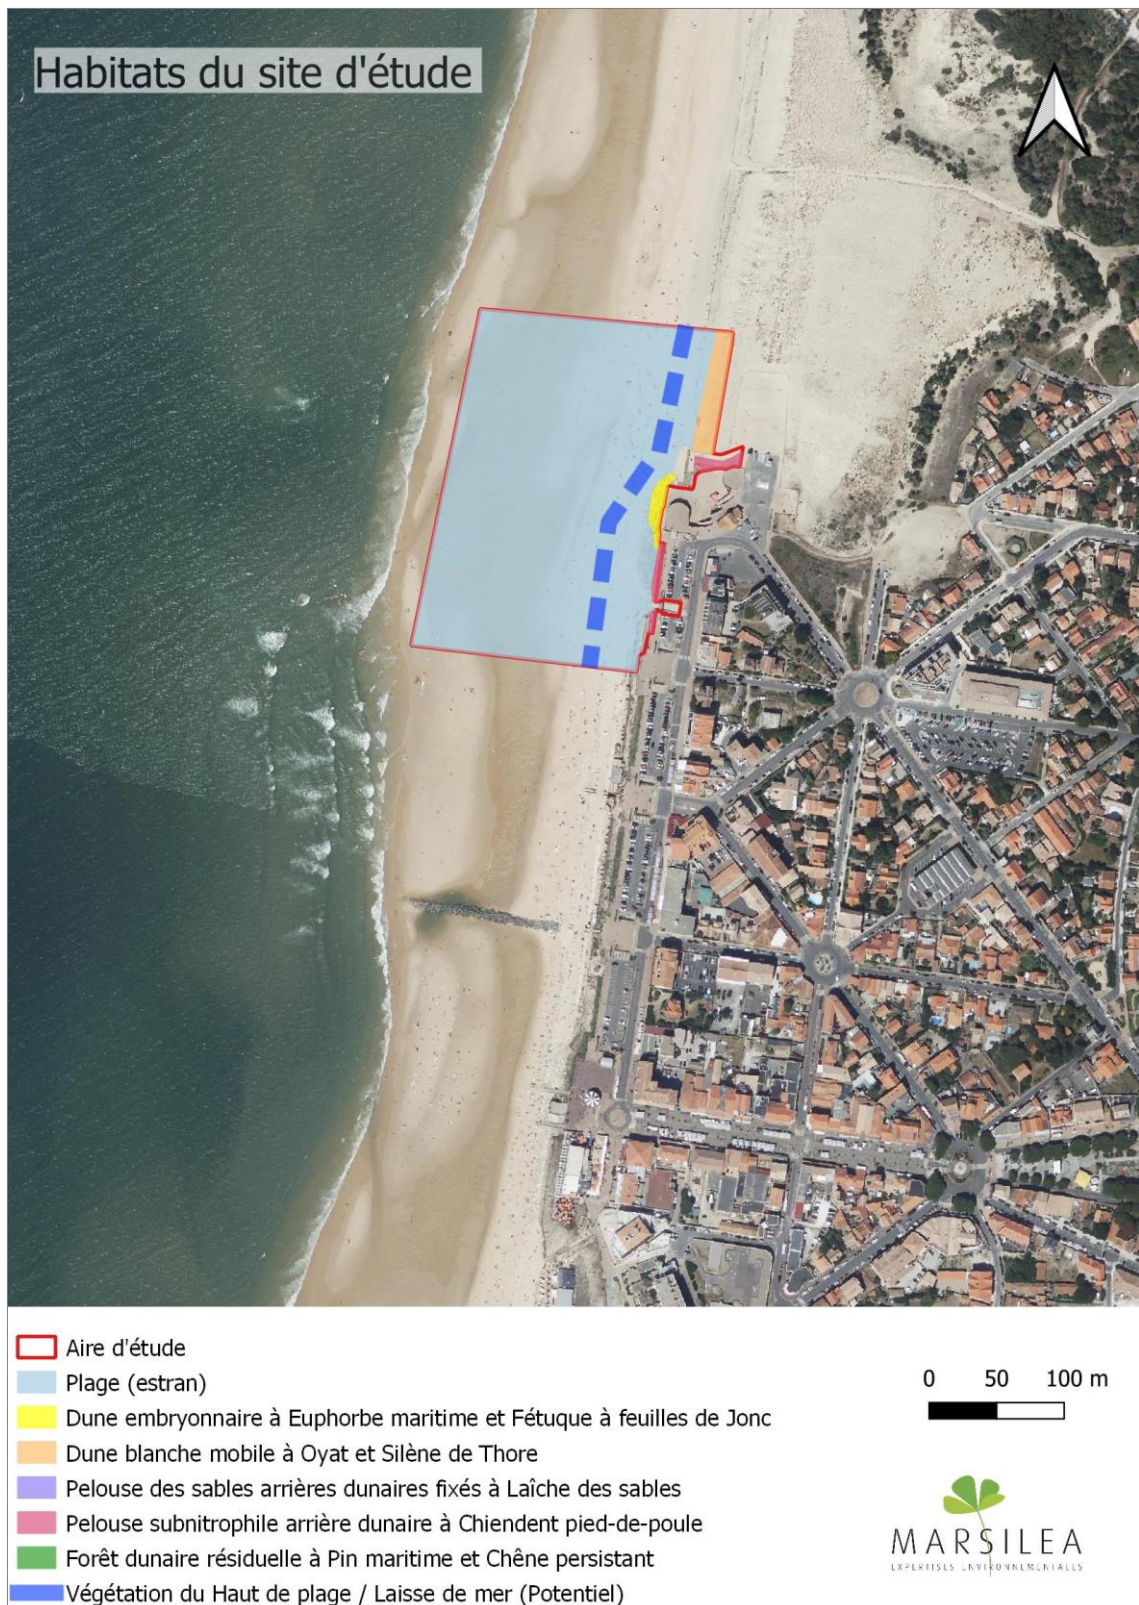 Habitats du site d'étude
Aire d'étude
Plage (estran)
Dune embryonnaire à Euphorbe maritime et Fétuque à feuilles de Jonc
Dune blanche mobile à Oyat et Silène de Thore
Pelouse des sables arrières dunaires fixés à Laîche des sables
Pelouse subnitrophile arrière dunaire à Chiendent pied-de-poule
Forêt dunaire résiduelle à Pin maritime et Chêne persistant
Végétation du Haut de plage / Laisse de mer (Potentiel)
0 50 100 m
MARSILEA
EXPERTISES ENVIRONNEMENTALES